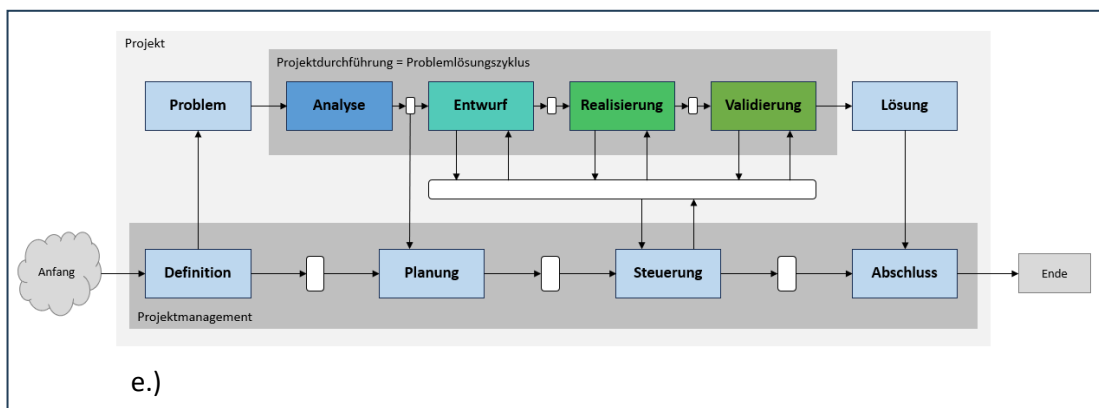 Projekt
Projektdurchführung = Problemlösungszyklus
Problem
Analyse
Entwurf
Realisierung
Validierung
Lösung
Anfang
Definition
Planung
Steuerung
Abschluss
Ende
Projektmanagement
e.)